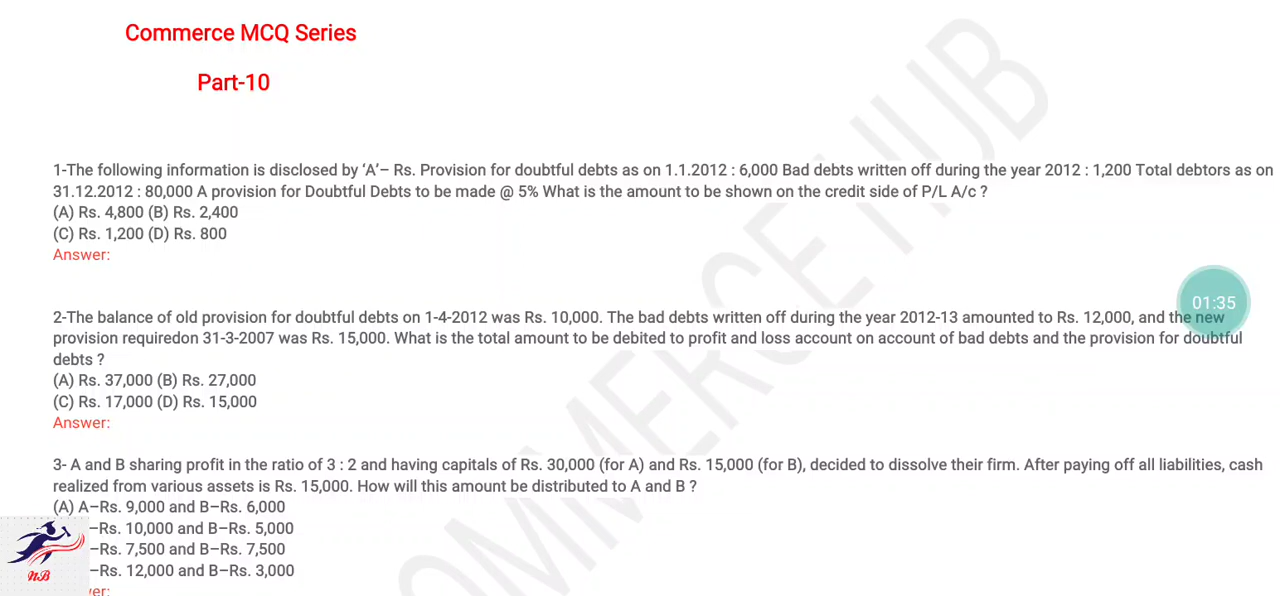 Commerce MCQ Series
Part-10
1-The following information is disclosed by ‘A’– Rs. Provision for doubtful debts as on 1.1.2012 : 6,000 Bad debts written off during the year 2012 : 1,200 Total debtors as on
31.12.2012 : 80,000 A provision for Doubtful Debts to be made @ 5% What is the amount to be shown on the credit side of P/L A/c ?
(A) Rs. 4,800 (B) Rs. 2,400
(C) Rs. 1,200 (D) Rs. 800
Answer:
01:35
2-The balance of old provision for doubtful debts on 1-4-2012 was Rs. 10,000. The bad debts written off during the year 2012-13 amounted to Rs. 12,000, and the new
provision requiredon 31-3-2007 was Rs. 15,000. What is the total amount to be debited to profit and loss account on account of bad debts and the provision for doubtful
debts ?
(A) Rs. 37,000 (B) Rs. 27,000
(C) Rs. 17,000 (D) Rs. 15,000
Answer:
3- A and B sharing profit in the ratio of 3 : 2 and having capitals of Rs. 30,000 (for A) and Rs. 15,000 (for B), decided to dissolve their firm. After paying off all liabilities, cash
realized from various assets is Rs. 15,000. How will this amount be distributed to A and B ?
(A) A–Rs. 9,000 and B–Rs. 6,000
–Rs. 10,000 and B–Rs. 5,000
–Rs. 7,500 and B–Rs. 7,500
–Rs. 12,000 and B–Rs. 3,000
NB
wer:
OMMERCE HUB